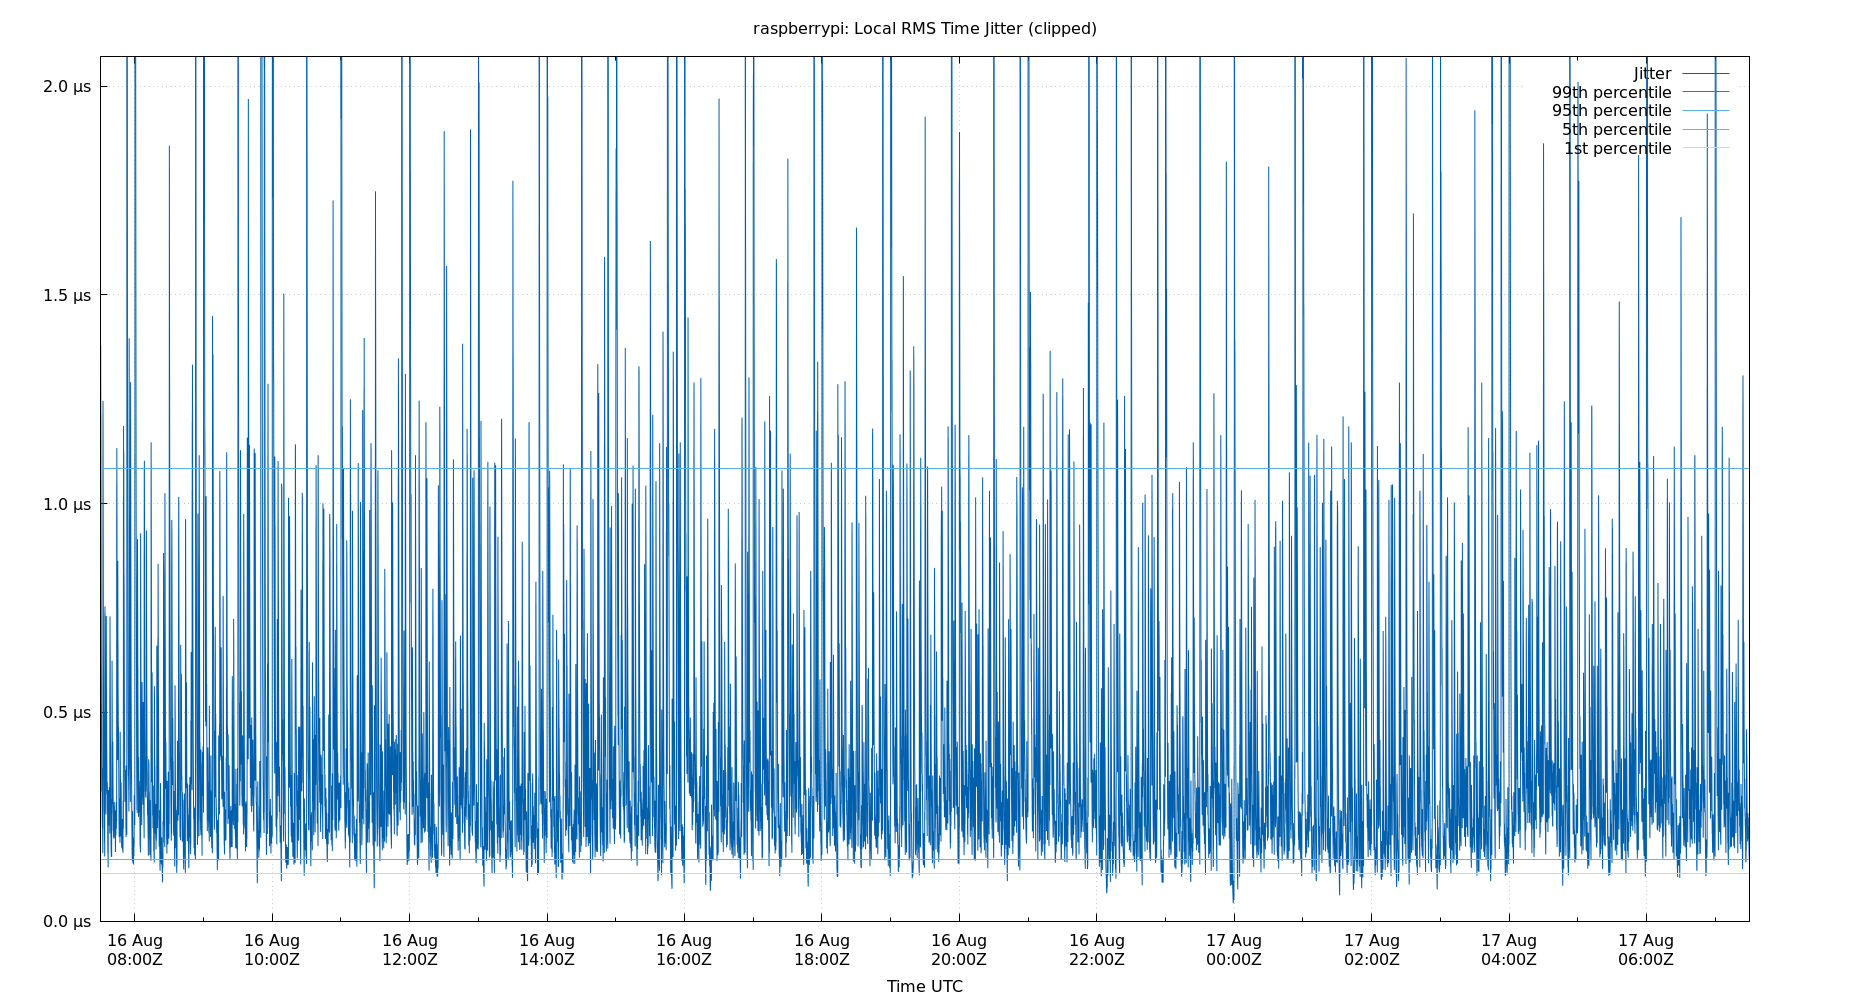 raspberrypi: Local RMS Time Jitter (clipped)
2.0 µs
1.5 µs
1.0 µs
0.5 µs
0.0 µs
Jitter
99th percentile
95th percentile
5th percentile
1st percentile
16 Aug 16 Aug 16 Aug 16 Aug 16 Aug 16 Aug 16 Aug 16 Aug 17 Aug 17 Aug 17 Aug 17 Aug
08:00Z 10:00Z 12:00Z 14:00Z 16:00Z 18:00Z 20:00Z 22:00Z 00:00Z 02:00Z 04:00Z 06:00Z
Time UTC